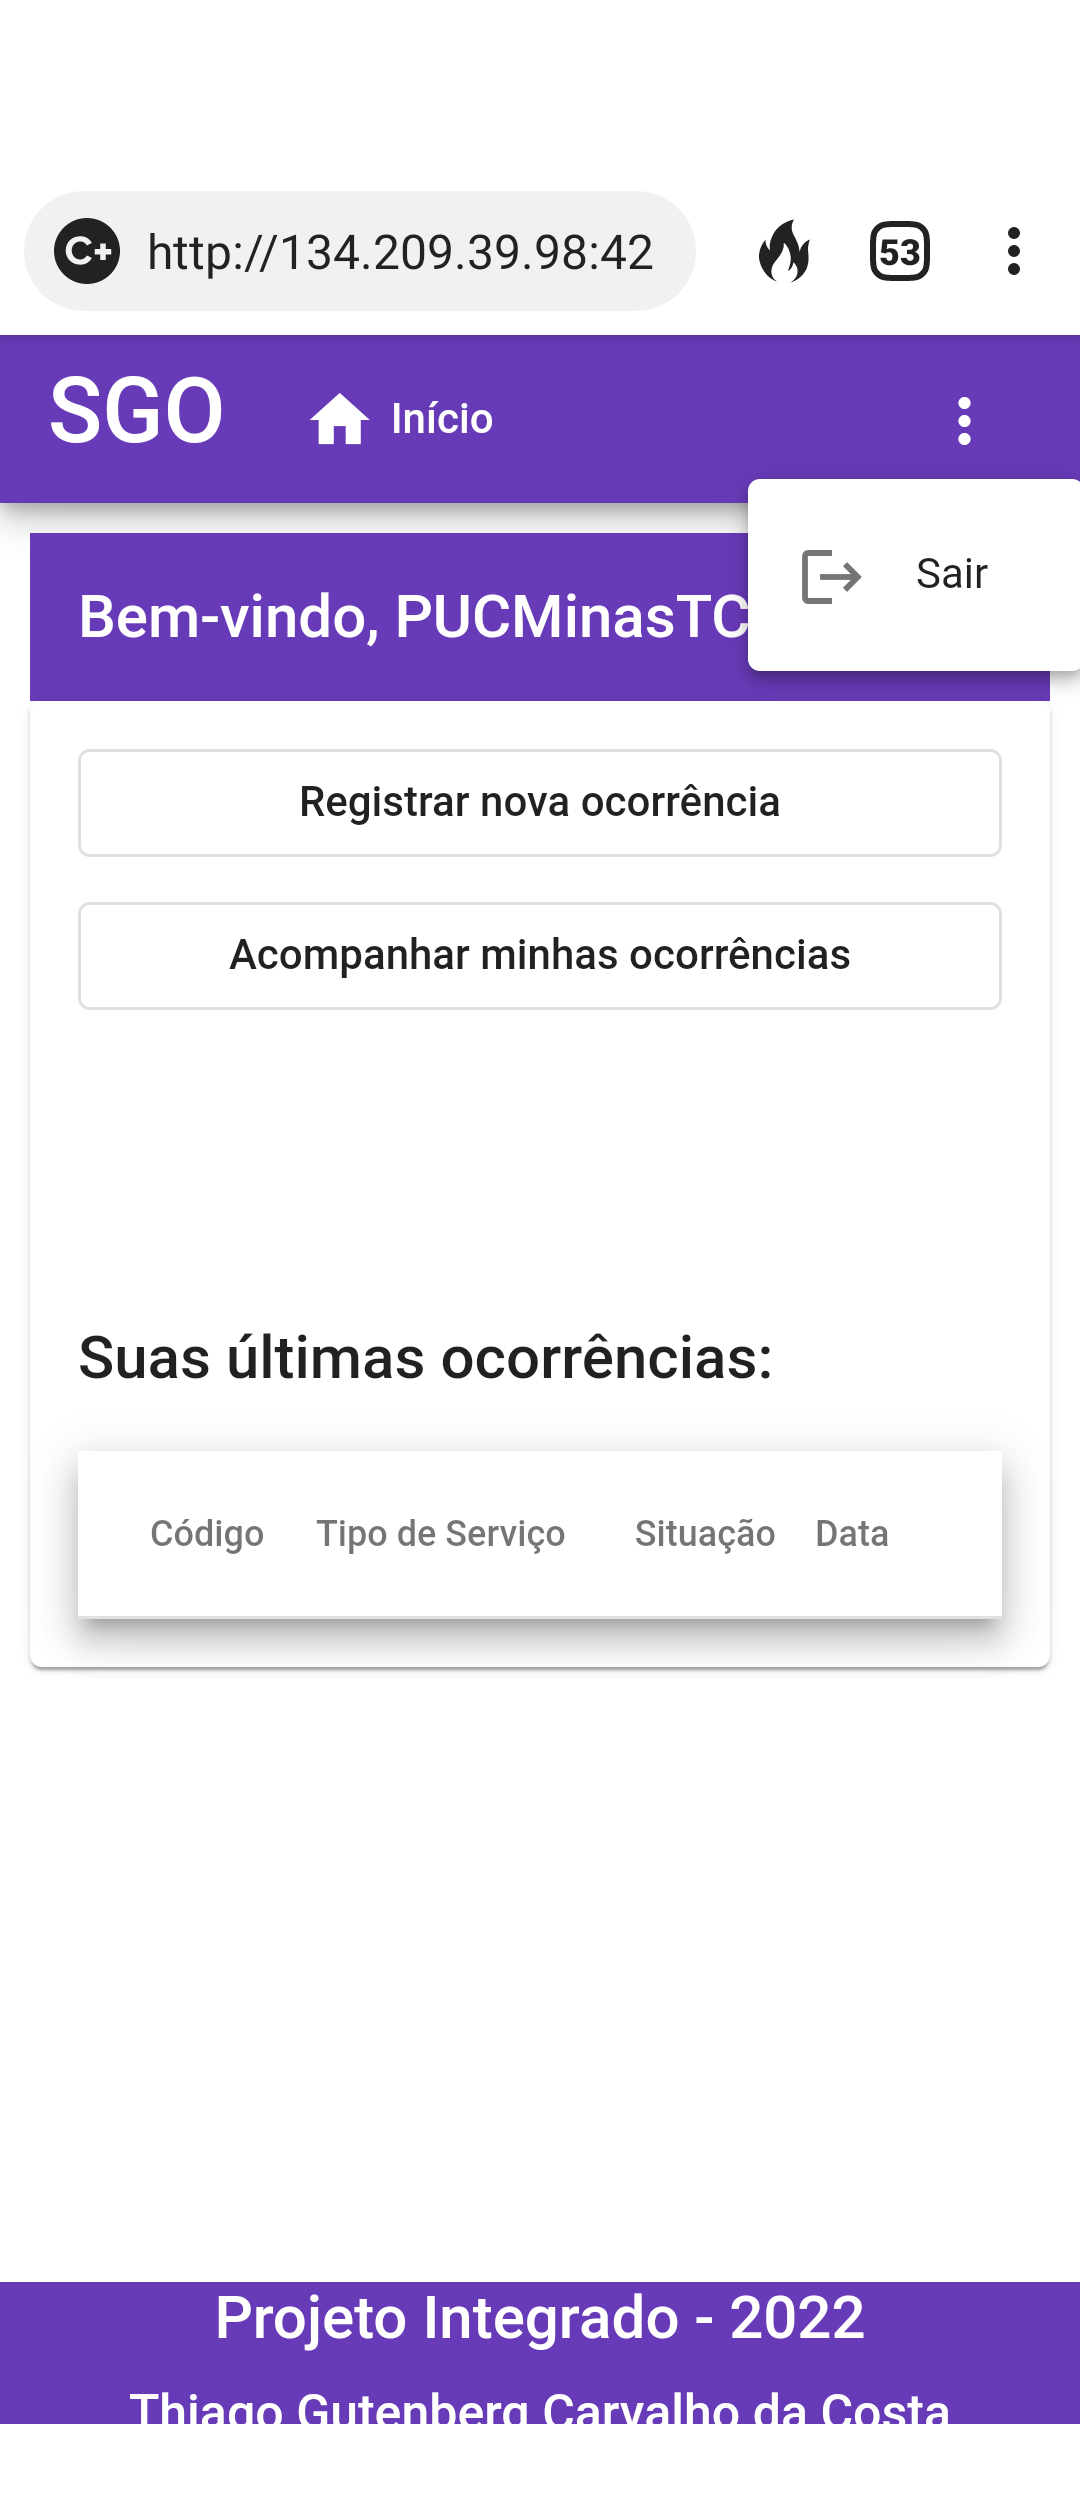 C+ http://134.209.39.98:42 53
SGO Início
Sair
Bem-vindo, PUCMinasTC
Registrar nova ocorrência
Acompanhar minhas ocorrências
Suas últimas ocorrências:
Código Tipo de Serviço Situação Data
Projeto Integrado - 2022
Thiago Gutenberg Carvalho da Costa